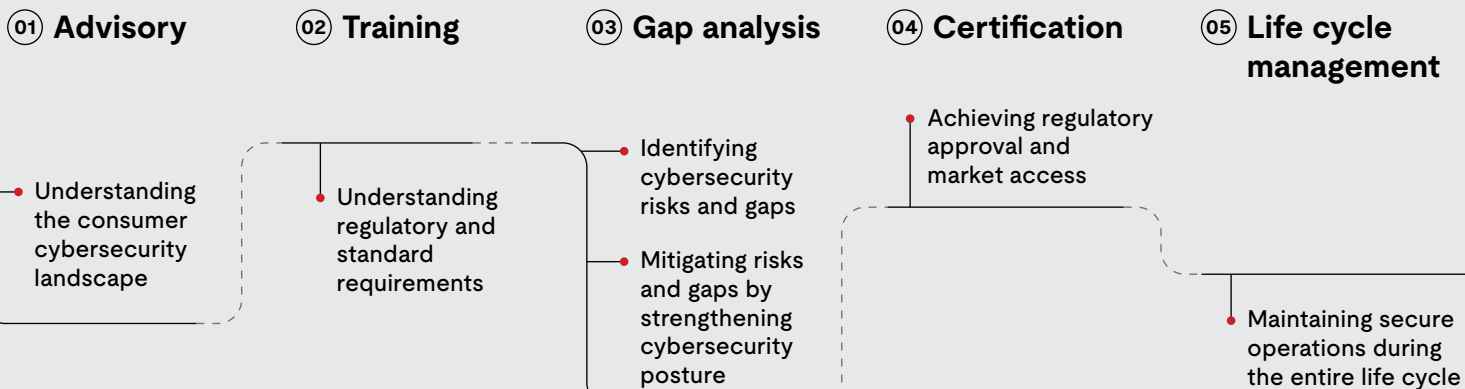 01 Advisory
Understanding
the consumer
cybersecurity
landscape
02 Training
Understanding
regulatory and
standard
requirements
03 Gap analysis
Identifying
cybersecurity
risks and gaps
Mitigating risks
and gaps by
strengthening
cybersecurity
posture
04 Certification
Achieving regulatory
approval and
market access
05 Life cycle
management
Maintaining secure
operations during
the entire life cycle